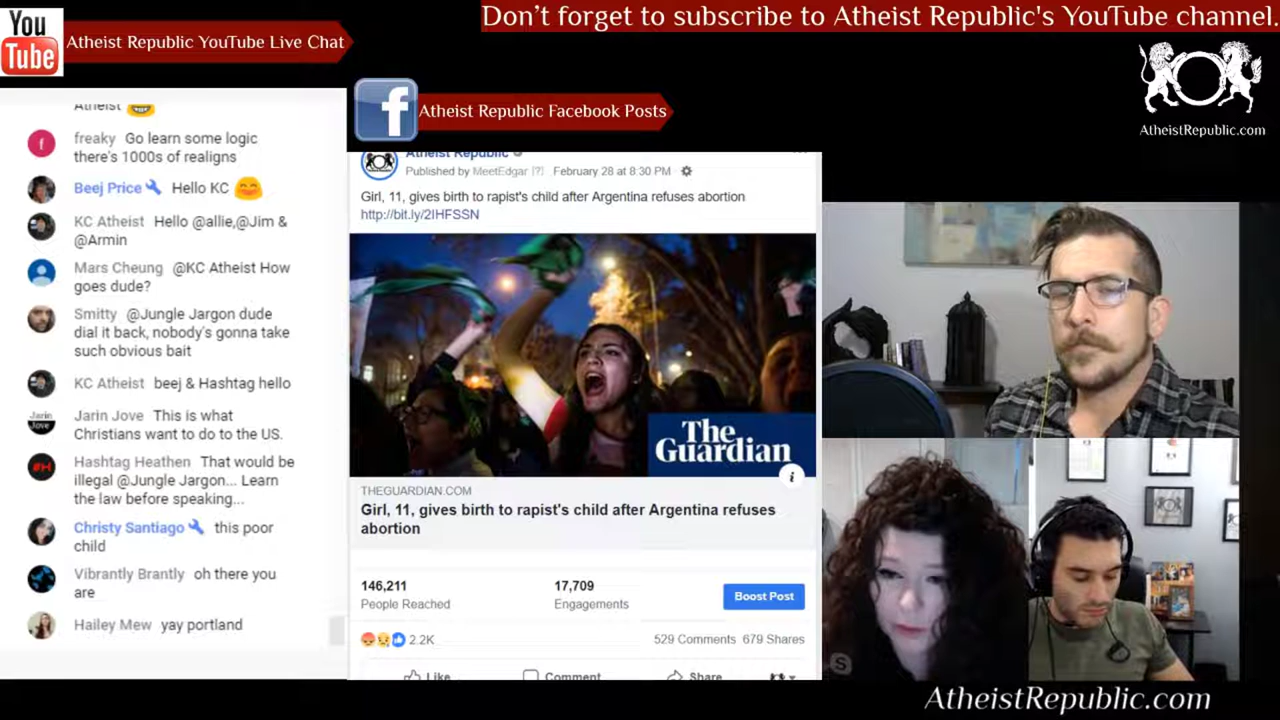 Don't forget to subscribe to Atheist Republic's YouTube channel.
You
Tube
Atheist Republic YouTube Live Chat
AtheistRepublic.com
Atheist Republic Facebook Posts
Atheist
freaky Go learn some logic
there's 1000s of realigns
Beej Price Hello KC
KC Atheist Hello @allie,@Jim &
@Armin
Mars Cheung @KC Atheist How
goes dude?
Smitty @Jungle Jargon dude
dial it back, nobody's gonna take
such obvious bait
KC Atheist beej & Hashtag hello
Jarin Jove This is what
Christians want to do to the US.
Jarin
Jove
Hashtag Heathen That would be
illegal @Jungle Jargon... Learn
the law before speaking...
#H
Christy Santiago this poor
child
Vibrantly Brantly oh there you
are
Hailey Mew yay portland
Atheist Republic
Published by MeetEdgar [?] February 28 at 8:30 PM
Girl, 11, gives birth to rapist's child after Argentina refuses abortion
http://bit.ly/2IHFSSN
The
Guardian
i
THEGUARDIAN.COM
Girl, 11, gives birth to rapist's child after Argentina refuses
abortion
146,211
People Reached
17,709
Engagements
Boost Post
2.2K
529 Comments 679 Shares
Like
Comment
Share
AtheistRepublic.com